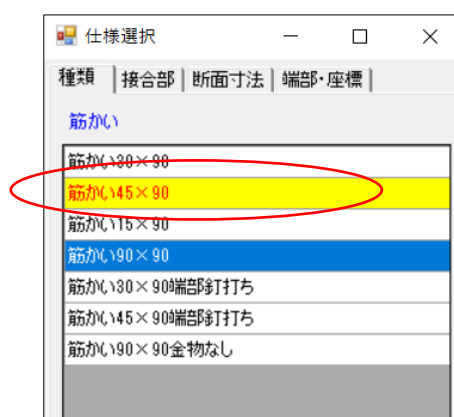 仕様選択
種類 接合部 断面寸法 端部・座標
筋かい
筋かい30×90
筋かい45×90
筋かい15×90
筋かい90×90
筋かい30×90端部釘打ち
筋かい45×90端部釘打ち
筋かい90×90金物なし